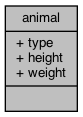 animal
+ type
+ height
+ weight